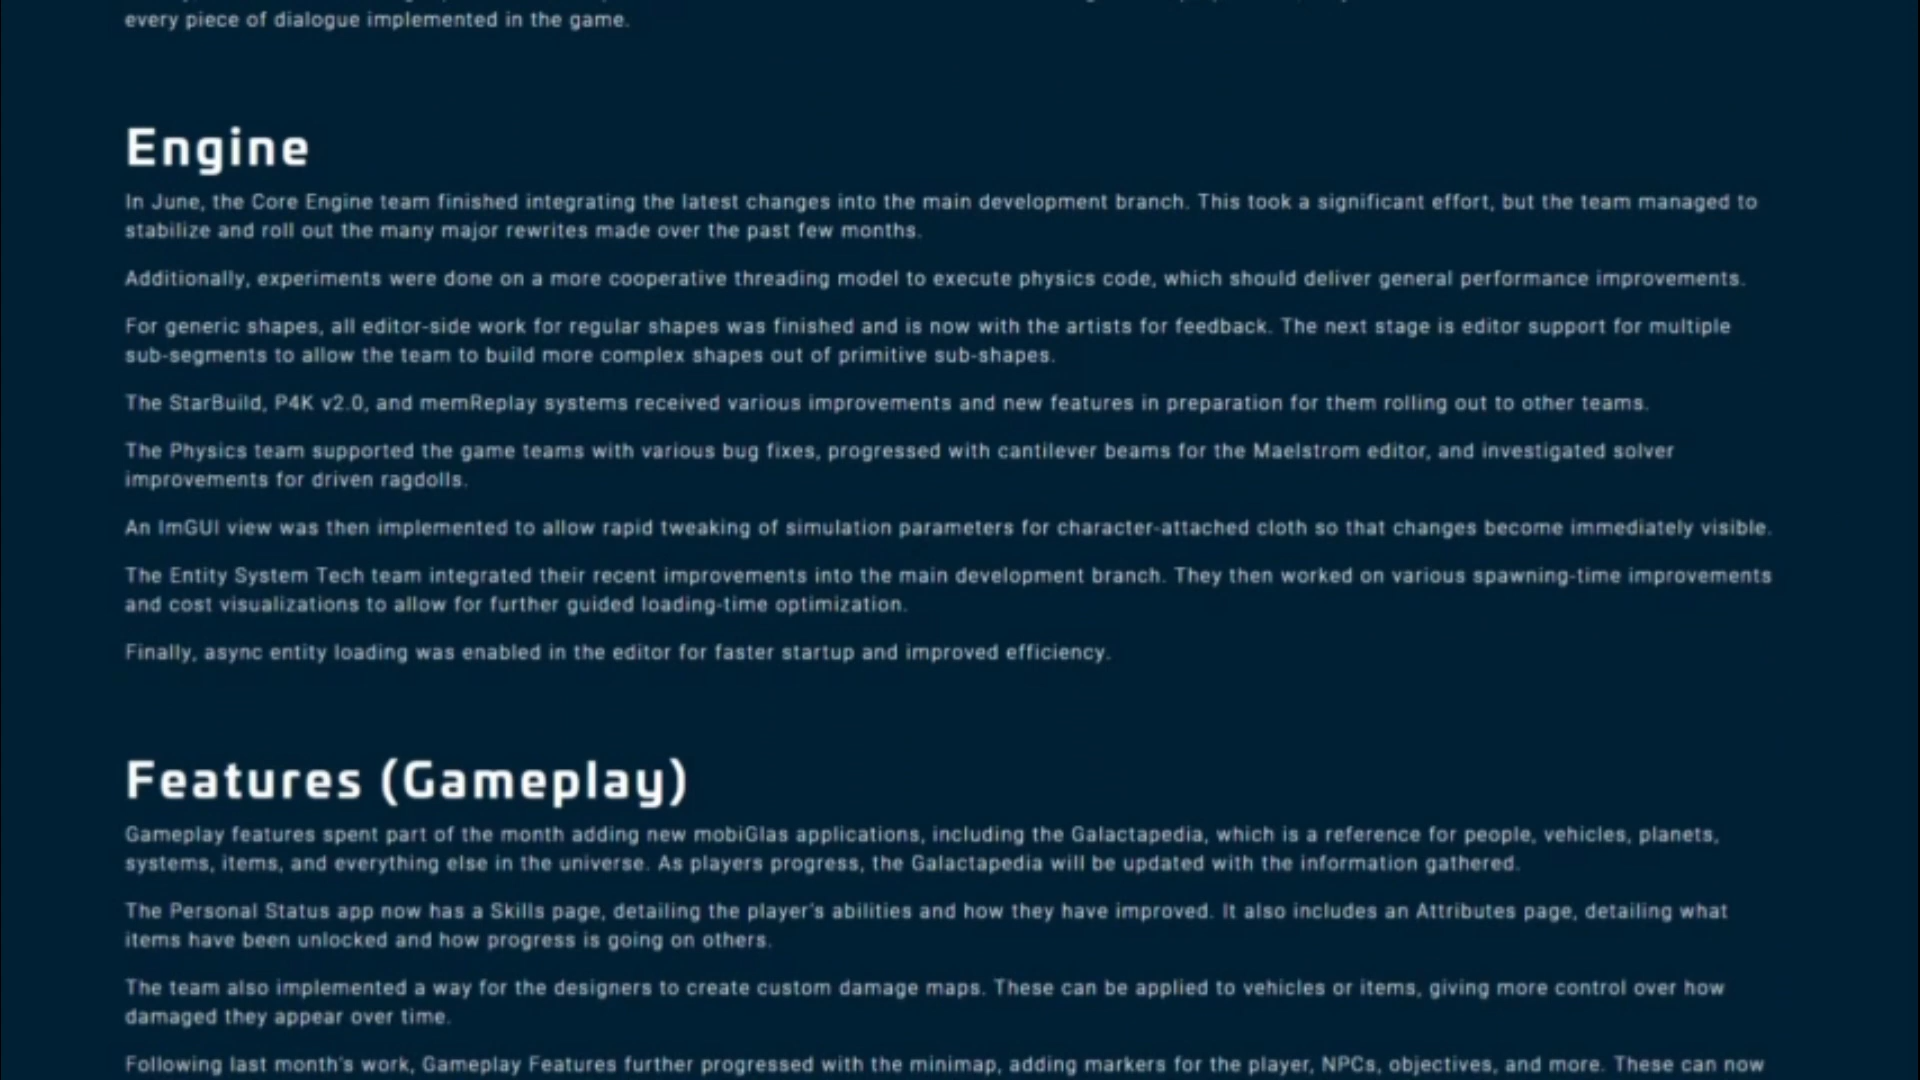 every piece of dialogue implemented in the game.
Engine
In June, the Core Engine team finished integrating the latest changes into the main development branch. This took a significant effort, but the team managed to
stabilize and roll out the many major rewrites made over the past few months.
Additionally, experiments were done on a more cooperative threading model to execute physics code, which should deliver general performance improvements.
For generic shapes, all editor-side work for regular shapes was finished and is now with the artists for feedback. The next stage is editor support for multiple
sub-segments to allow the team to build more complex shapes out of primitive sub-shapes.
The StarBuild, P4K v2.0, and memReplay systems received various improvements and new features in preparation for them rolling out to other teams.
The Physics team supported the game teams with various bug fixes, progressed with cantilever beams for the Maelstrom editor, and investigated solver
improvements for driven ragdolls.
An ImGUI view was then implemented to allow rapid tweaking of simulation parameters for character-attached cloth so that changes become immediately visible.
The Entity System Tech team integrated their recent improvements into the main development branch. They then worked on various spawning-time improvements
and cost visualizations to allow for further guided loading-time optimization.
Finally, async entity loading was enabled in the editor for faster startup and improved efficiency.
Features (Gameplay)
Gameplay features spent part of the month adding new mobiGlas applications, including the Galactapedia, which is a reference for people, vehicles, planets,
systems, items, and everything else in the universe. As players progress, the Galactapedia will be updated with the information gathered.
The Personal Status app now has a Skills page, detailing the player's abilities and how they have improved. It also includes an Attributes page, detailing what
items have been unlocked and how progress is going on others.
The team also implemented a way for the designers to create custom damage maps. These can be applied to vehicles or items, giving more control over how
damaged they appear over time.
Following last month's work, Gameplay Features further progressed with the minimap, adding markers for the player, NPCs, objectives, and more. These can now